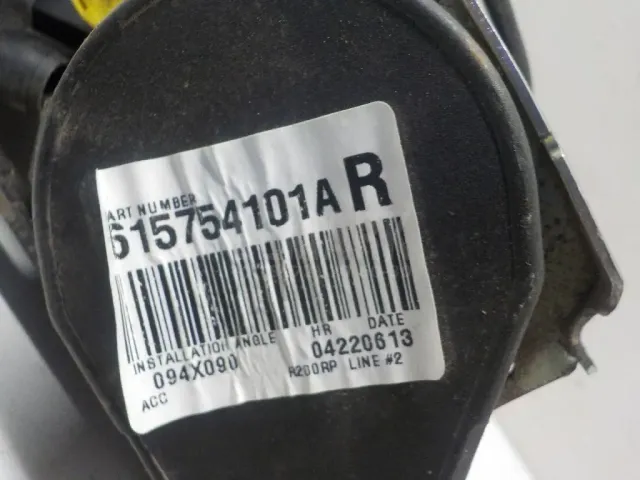 ART NUMBER
615754101A R
INSTALLATION ANGLE HR DATE
094X090 04220613
ACC R200RP LINE #2